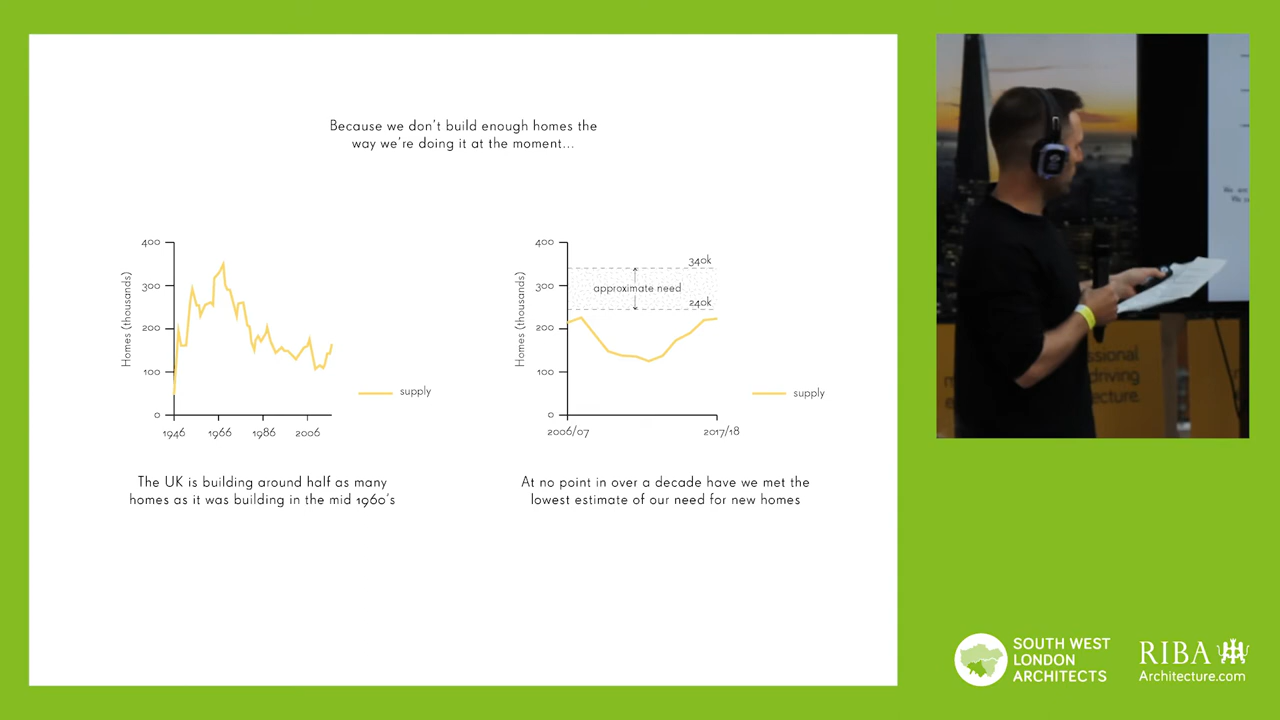 Because we don't build enough homes the
way we're doing it at the moment...
400
300
200
100
0
Homes (thousands)
1946
1966
1986
2006
supply
The UK is building around half as many
homes as it was building in the mid 1960's
400
300
200
100
0
Homes (thousands)
340k
approximate need
240k
2006/07
2017/18
supply
At no point in over a decade have we met the
lowest estimate of our need for new homes
driving
SOUTH WEST
LONDON
ARCHITECTS
RIBA
Architecture.com